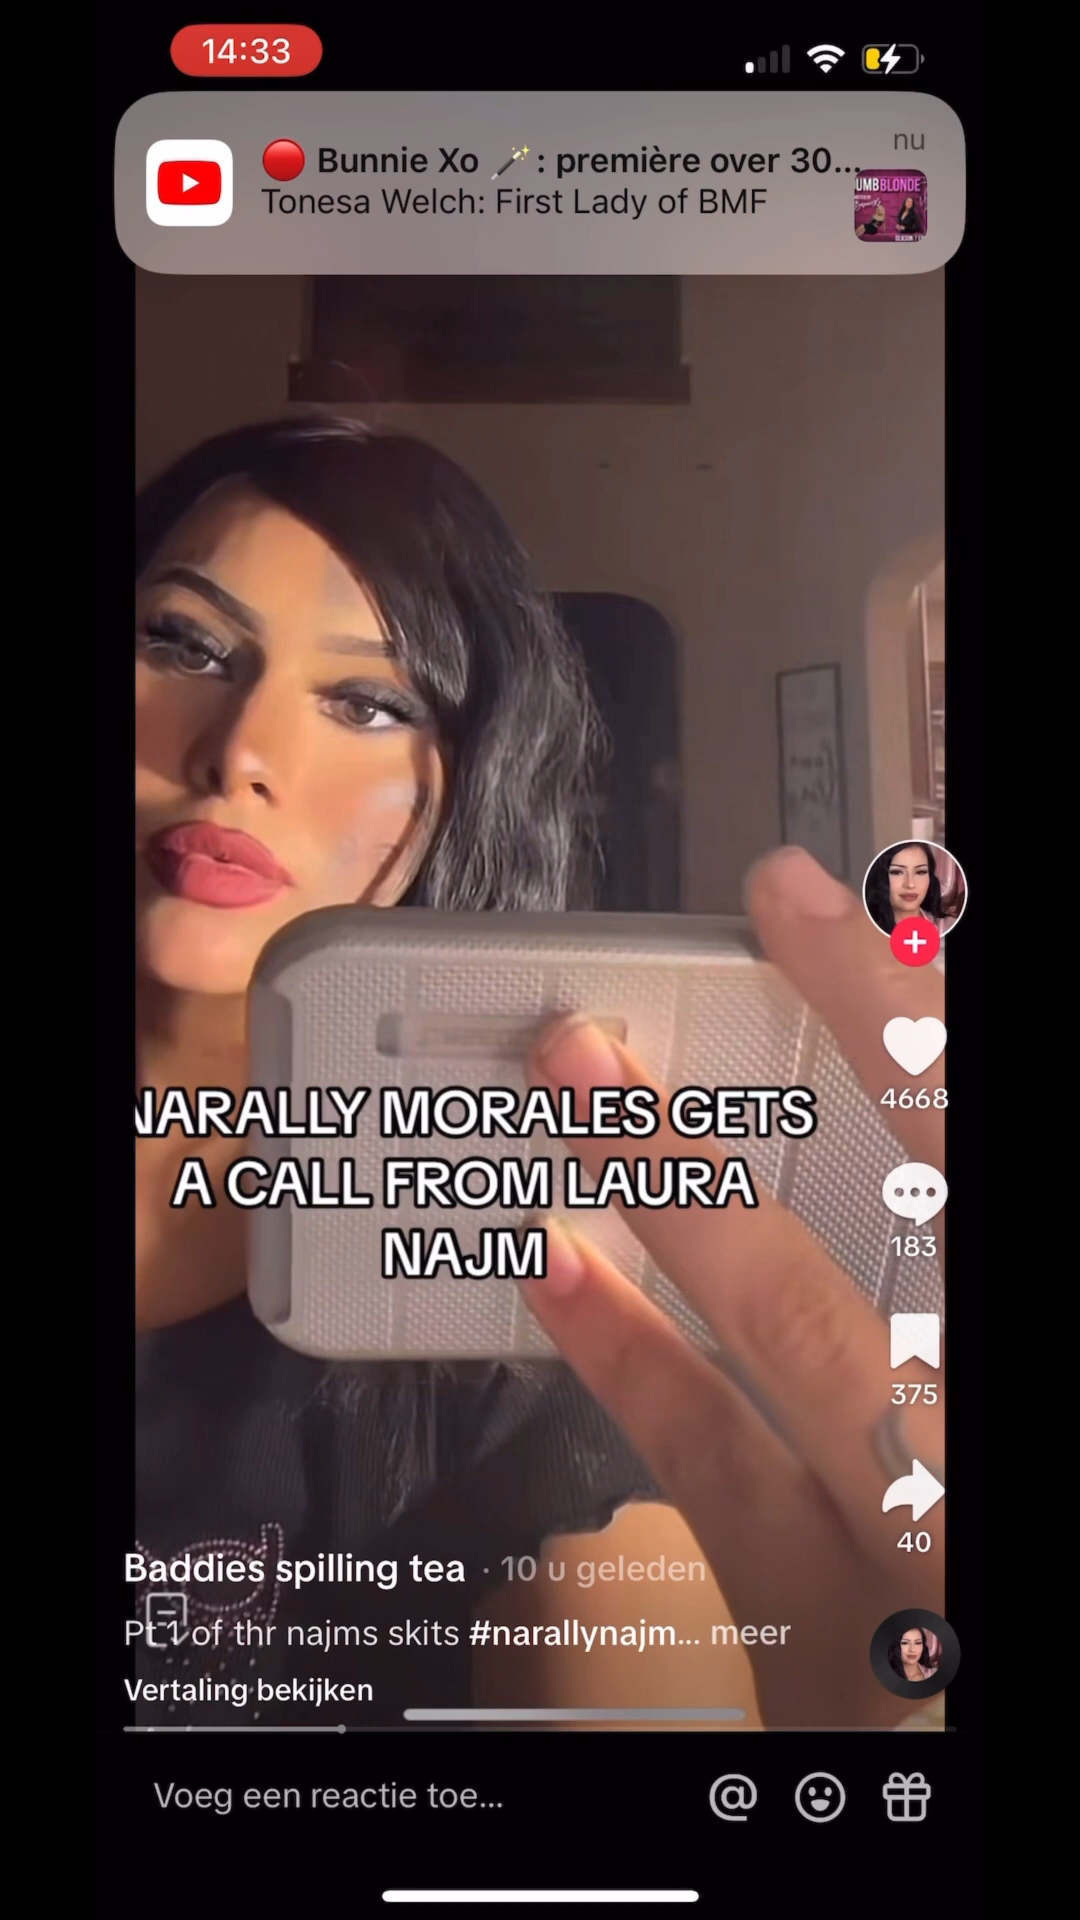 14:33
🔴 Bunnie Xo 🪄: première over 30...
nu
Tonesa Welch: First Lady of BMF
UMBBLONDE
NARALLY MORALES GETS
A CALL FROM LAURA
NAJM
4668
183
375
40
Baddies spilling tea · 10 u geleden
Pt 1 of thr najms skits #narallynajm... meer
Vertaling bekijken
Voeg een reactie toe...